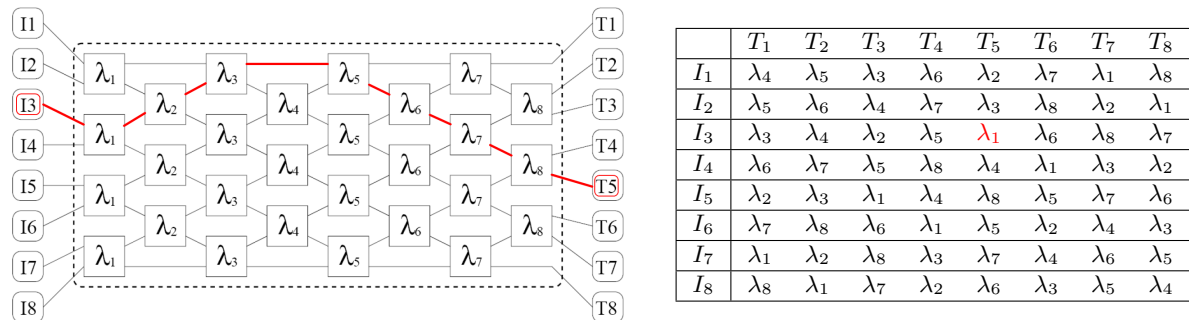 I1 T1
I2 λ1 λ3 λ5 λ7 T2
I3 λ2 λ4 λ6 λ8 T3
I4 λ1 λ3 λ5 λ7 T4
I5 λ2 λ4 λ6 λ8 T5
I6 λ1 λ3 λ5 λ7 T6
I7 λ2 λ4 λ6 λ8 T7
I8 λ1 λ3 λ5 λ7 T8
T1 T2 T3 T4 T5 T6 T7 T8
I1 λ4 λ5 λ3 λ6 λ2 λ7 λ1 λ8
I2 λ5 λ6 λ4 λ7 λ3 λ8 λ2 λ1
I3 λ3 λ4 λ2 λ5 λ1 λ6 λ8 λ7
I4 λ6 λ7 λ5 λ8 λ4 λ1 λ3 λ2
I5 λ2 λ3 λ1 λ4 λ8 λ5 λ7 λ6
I6 λ7 λ8 λ6 λ1 λ5 λ2 λ4 λ3
I7 λ1 λ2 λ8 λ3 λ7 λ4 λ6 λ5
I8 λ8 λ1 λ7 λ2 λ6 λ3 λ5 λ4